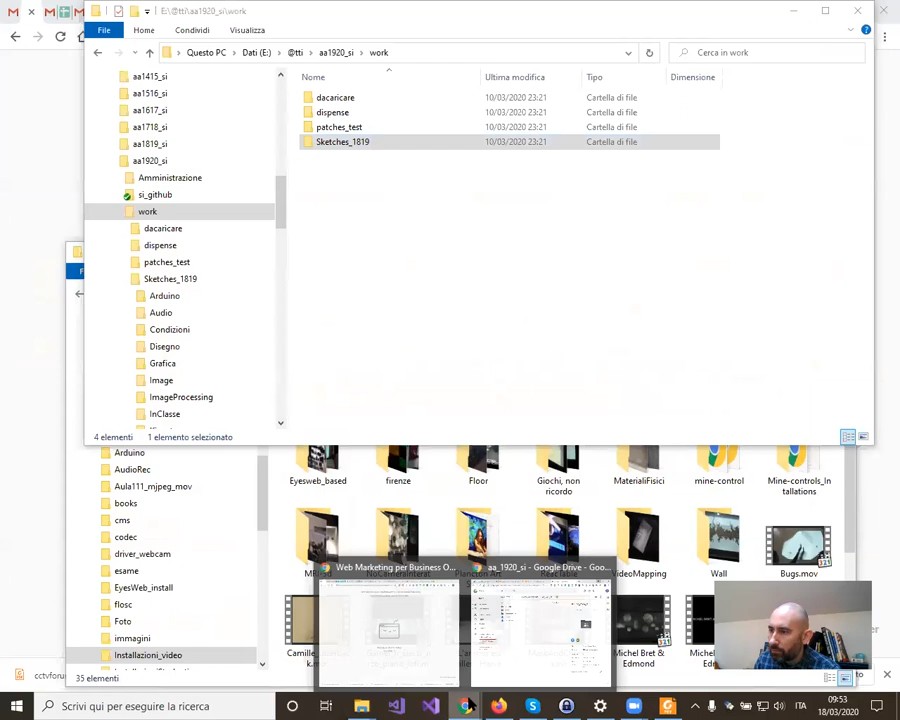 E:\@tti\aa1920_si\work
File Home Condividi Visualizza
Questo PC Dati (E:) @tti aa1920_si work
Cerca in work
aa1415_si
aa1516_si
aa1617_si
aa1718_si
aa1819_si
aa1920_si
Amministrazione
si_github
work
dacaricare
dispense
patches_test
Sketches_1819
Arduino
Audio
Condizioni
Disegno
Grafica
Image
ImageProcessing
InClasse
Nome Ultima modifica Tipo Dimensione
dacaricare 10/03/2020 23:21 Cartella di file
dispense 10/03/2020 23:21 Cartella di file
patches_test 10/03/2020 23:21 Cartella di file
Sketches_1819 10/03/2020 23:21 Cartella di file
4 elementi 1 elemento selezionato
Arduino
AudioRec
Aula111_mjpeg_mov
books
cms
codec
driver_webcam
esame
EyesWeb_install
flosc
Foto
immagini
Installazioni_video
Eyesweb_based
firenze
Floor
Giochi, non
ricordo
MaterialiFisici
mine-control
Mine-controls_In
tallations
ReacTable
VideoMapping
Wall
Bugs.mov
Michel Bret et
Edmond
35 elementi
Web Marketing per Business O...
aa_1920_si - Google Drive - Goo...
Scrivi qui per eseguire la ricerca
09:53
18/03/2020